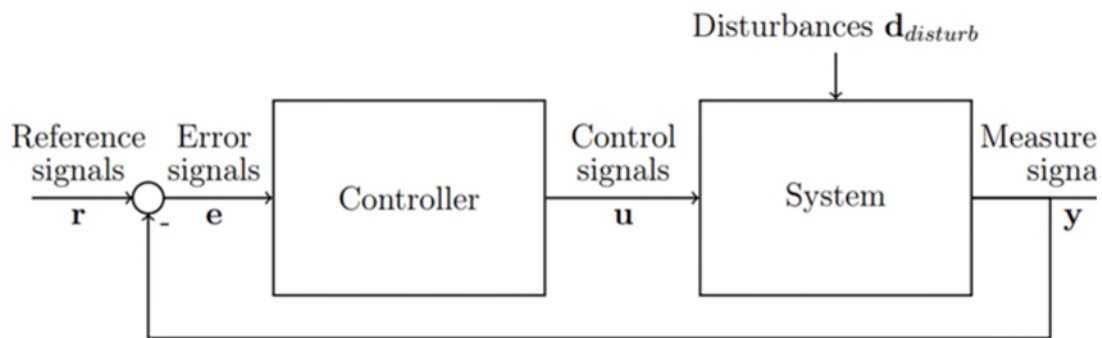 Disturbances d_disturb
Reference
signals
Error
signals
Control
signals
Measure
signa
Controller
System
r
-
e
u
y